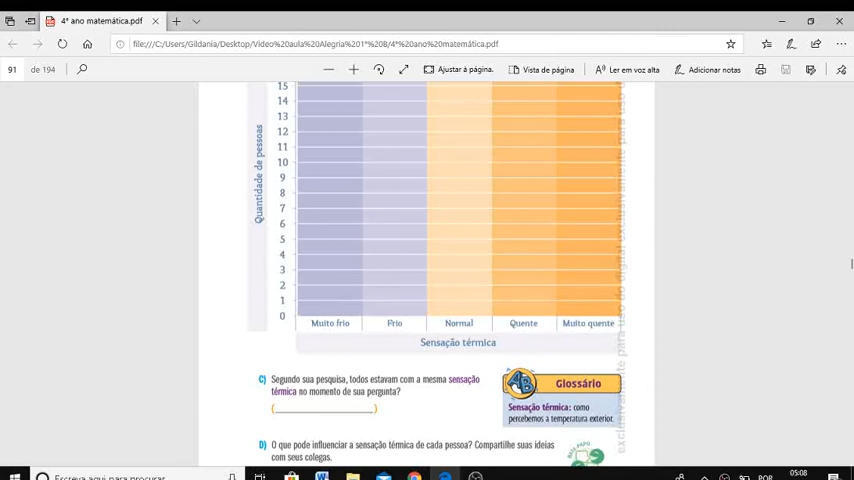 4º ano matemática.pdf
file:///C:/Users/Gildania/Desktop/Video%20aula%20Alegria%201°%20B/4°%20ano%20matemática.pdf
91 de 194
Ajustar à página.
Vista de página
Ler em voz alta
Adicionar notas
Quantidade de pessoas
15
14
13
12
11
10
9
8
7
6
5
4
3
2
1
0
Muito frio
Frio
Normal
Quente
Muito quente
Sensação térmica
C) Segundo sua pesquisa, todos estavam com a mesma sensação
térmica no momento de sua pergunta?
(____________________)
AB
Glossário
Sensação térmica: como
percebemos a temperatura exterior.
D) O que pode influenciar a sensação térmica de cada pessoa? Compartilhe suas ideias
com seus colegas.
BATE-PAPO
Escreva aqui para procurar
POR
05:08